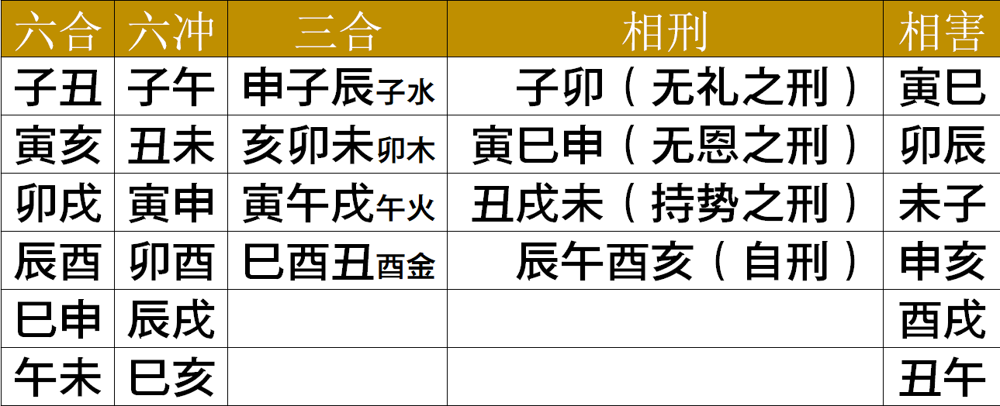 六合 六冲 三合 相刑 相害
子丑 子午 申子辰子水 子卯（无礼之刑） 寅巳
寅亥 丑未 亥卯未卯木 寅巳申（无恩之刑） 卯辰
卯戌 寅申 寅午戌午火 丑戌未（持势之刑） 未子
辰酉 卯酉 巳酉丑酉金 辰午酉亥（自刑） 申亥
巳申 辰戌 酉戌
午未 巳亥 丑午